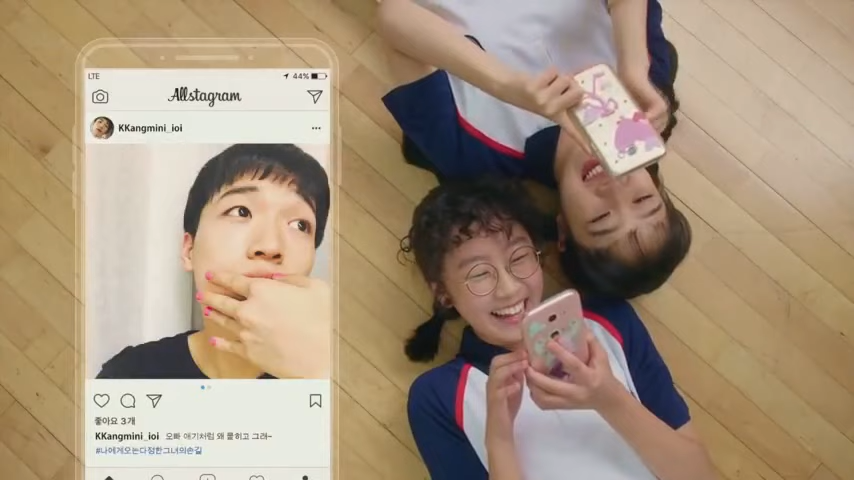 LTE 44%
Allstagram
KKangmini_ioi
좋아요 3개
KKangmini_ioi 오빠 애기처럼 왜 묻히고 그래~
#나에게오는다정한그녀의손길